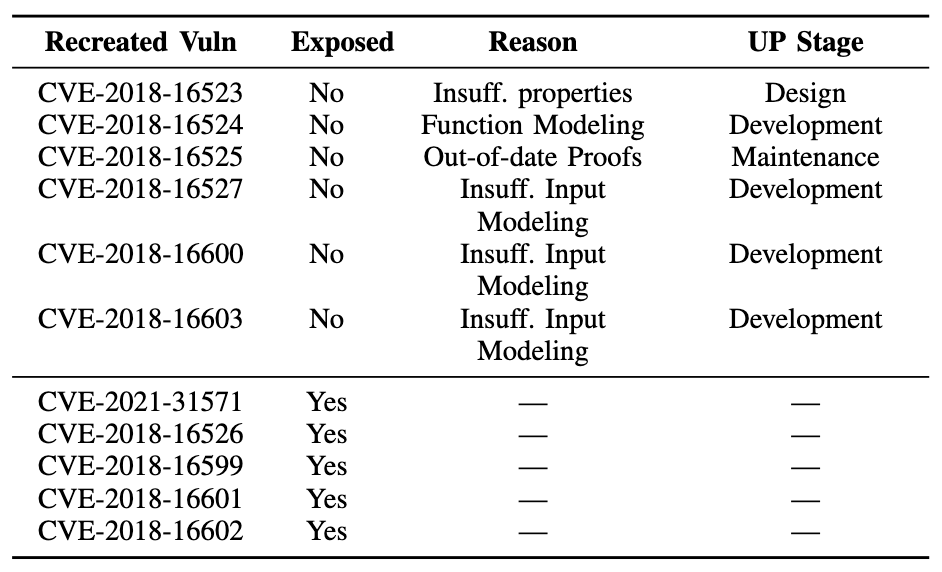 Recreated Vuln Exposed Reason UP Stage
CVE-2018-16523 No Insuff. properties Design
CVE-2018-16524 No Function Modeling Development
CVE-2018-16525 No Out-of-date Proofs Maintenance
CVE-2018-16527 No Insuff. Input Development
Modeling
CVE-2018-16600 No Insuff. Input Development
Modeling
CVE-2018-16603 No Insuff. Input Development
Modeling
CVE-2021-31571 Yes — —
CVE-2018-16526 Yes — —
CVE-2018-16599 Yes — —
CVE-2018-16601 Yes — —
CVE-2018-16602 Yes — —